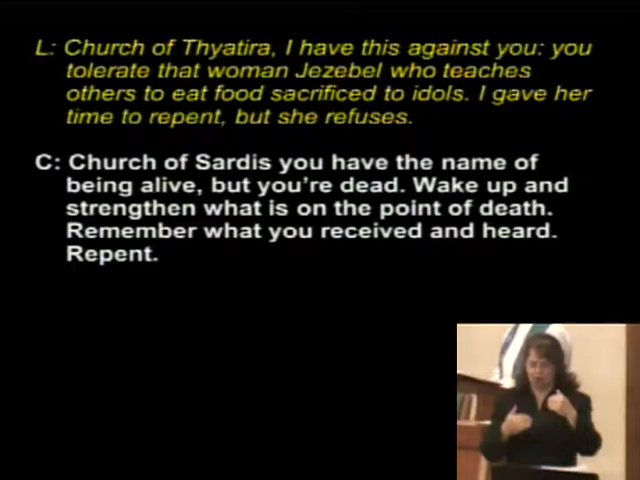 L: Church of Thyatira, I have this against you: you
tolerate that woman Jezebel who teaches
others to eat food sacrificed to idols. I gave her
time to repent, but she refuses.
C: Church of Sardis you have the name of
being alive, but you're dead. Wake up and
strengthen what is on the point of death.
Remember what you received and heard.
Repent.